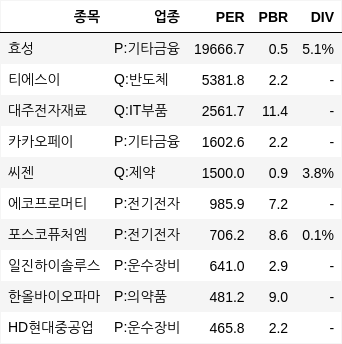 종목 업종 PER PBR DIV
효성 P:기타금융 19666.7 0.5 5.1%
티에스이 Q:반도체 5381.8 2.2 -
대주전자재료 Q:IT부품 2561.7 11.4 -
카카오페이 P:기타금융 1602.6 2.2 -
씨젠 Q:제약 1500.0 0.9 3.8%
에코프로머티 P:전기전자 985.9 7.2 -
포스코퓨처엠 P:전기전자 706.2 8.6 0.1%
일진하이솔루스 P:운수장비 641.0 2.9 -
한올바이오파마 P:의약품 481.2 9.0 -
HD현대중공업 P:운수장비 465.8 2.2 -